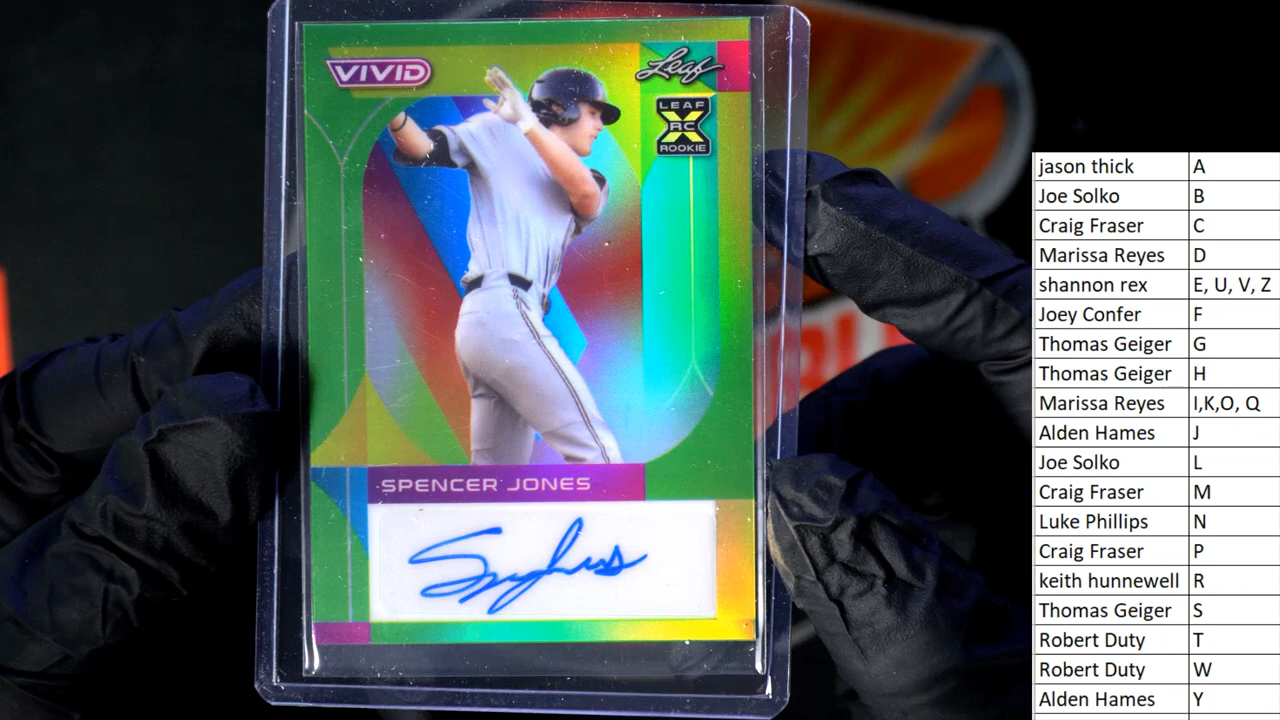 VIVID
Leaf
LEAF
RC
ROOKIE
SPENCER JONES
jason thick A
Joe Solko B
Craig Fraser C
Marissa Reyes D
shannon rex E, U, V, Z
Joey Confer F
Thomas Geiger G
Thomas Geiger H
Marissa Reyes I,K,O, Q
Alden Hames J
Joe Solko L
Craig Fraser M
Luke Phillips N
Craig Fraser P
keith hunnewell R
Thomas Geiger S
Robert Duty T
Robert Duty W
Alden Hames Y